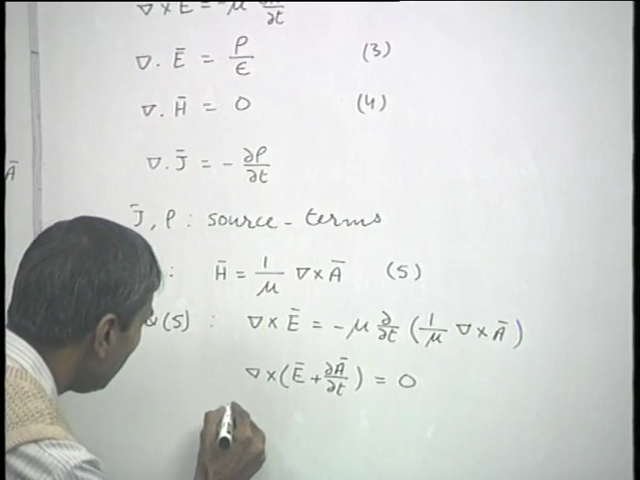 ∇×Ē = -μ ∂H̄/∂t
∇. Ē = ρ/ϵ (3)
∇. H̄ = 0 (4)
∇. J̄ = - ∂ρ/∂t
Ā
J̄, ρ : source-terms
: H̄ = 1/μ ∇×Ā (5)
&(5) : ∇×Ē = -μ ∂/∂t (1/μ ∇×Ā)
∇×(Ē + ∂Ā/∂t) = 0